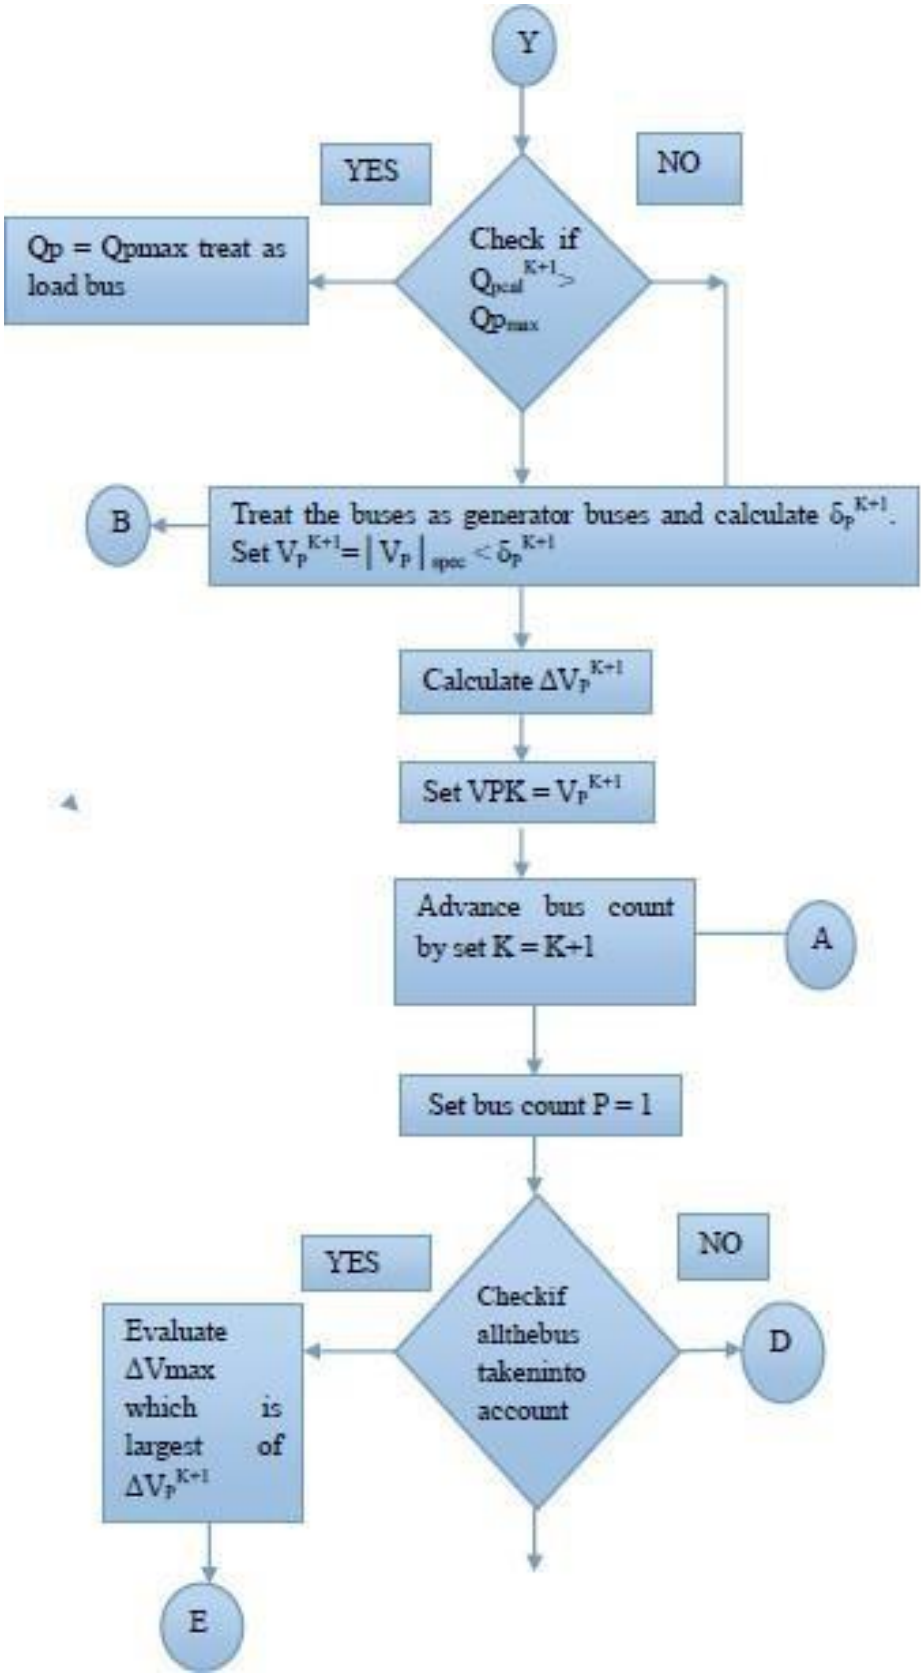 Y
YES
NO
Check if
Qpcal^K+1 >
Qpmax
Qp = Qpmax treat as
load bus
B
Treat the buses as generator buses and calculate δP^K+1.
Set VP^K+1= | VP | spec < δP^K+1
Calculate ΔVP^K+1
Set VPK = VP^K+1
Advance bus count
by set K = K+1
A
Set bus count P = 1
YES
NO
Checkif
allthebus
takeninto
account
D
Evaluate
ΔVmax
which is
largest of
ΔVP^K+1
E